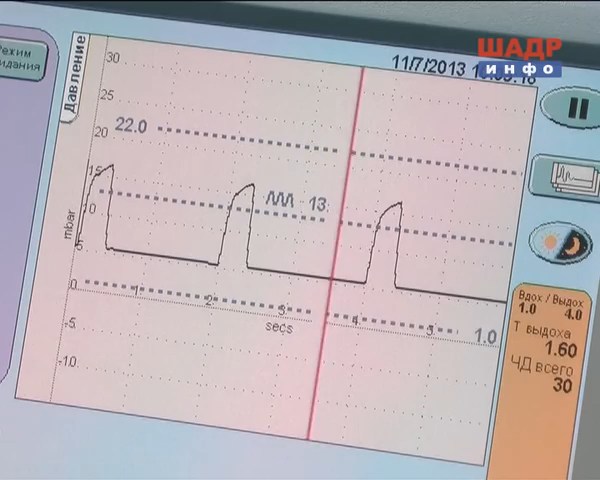 Режим
идания
Давление
11/7/2013
ШАДР
инфо
30
25
20
22.0
15
13
10
mbar
5
0
1
2
3
4
5
secs
1.0
-5
-10
Вдох / Выдох
1.0 4.0
Т выдоха
1.60
ЧД всего
30